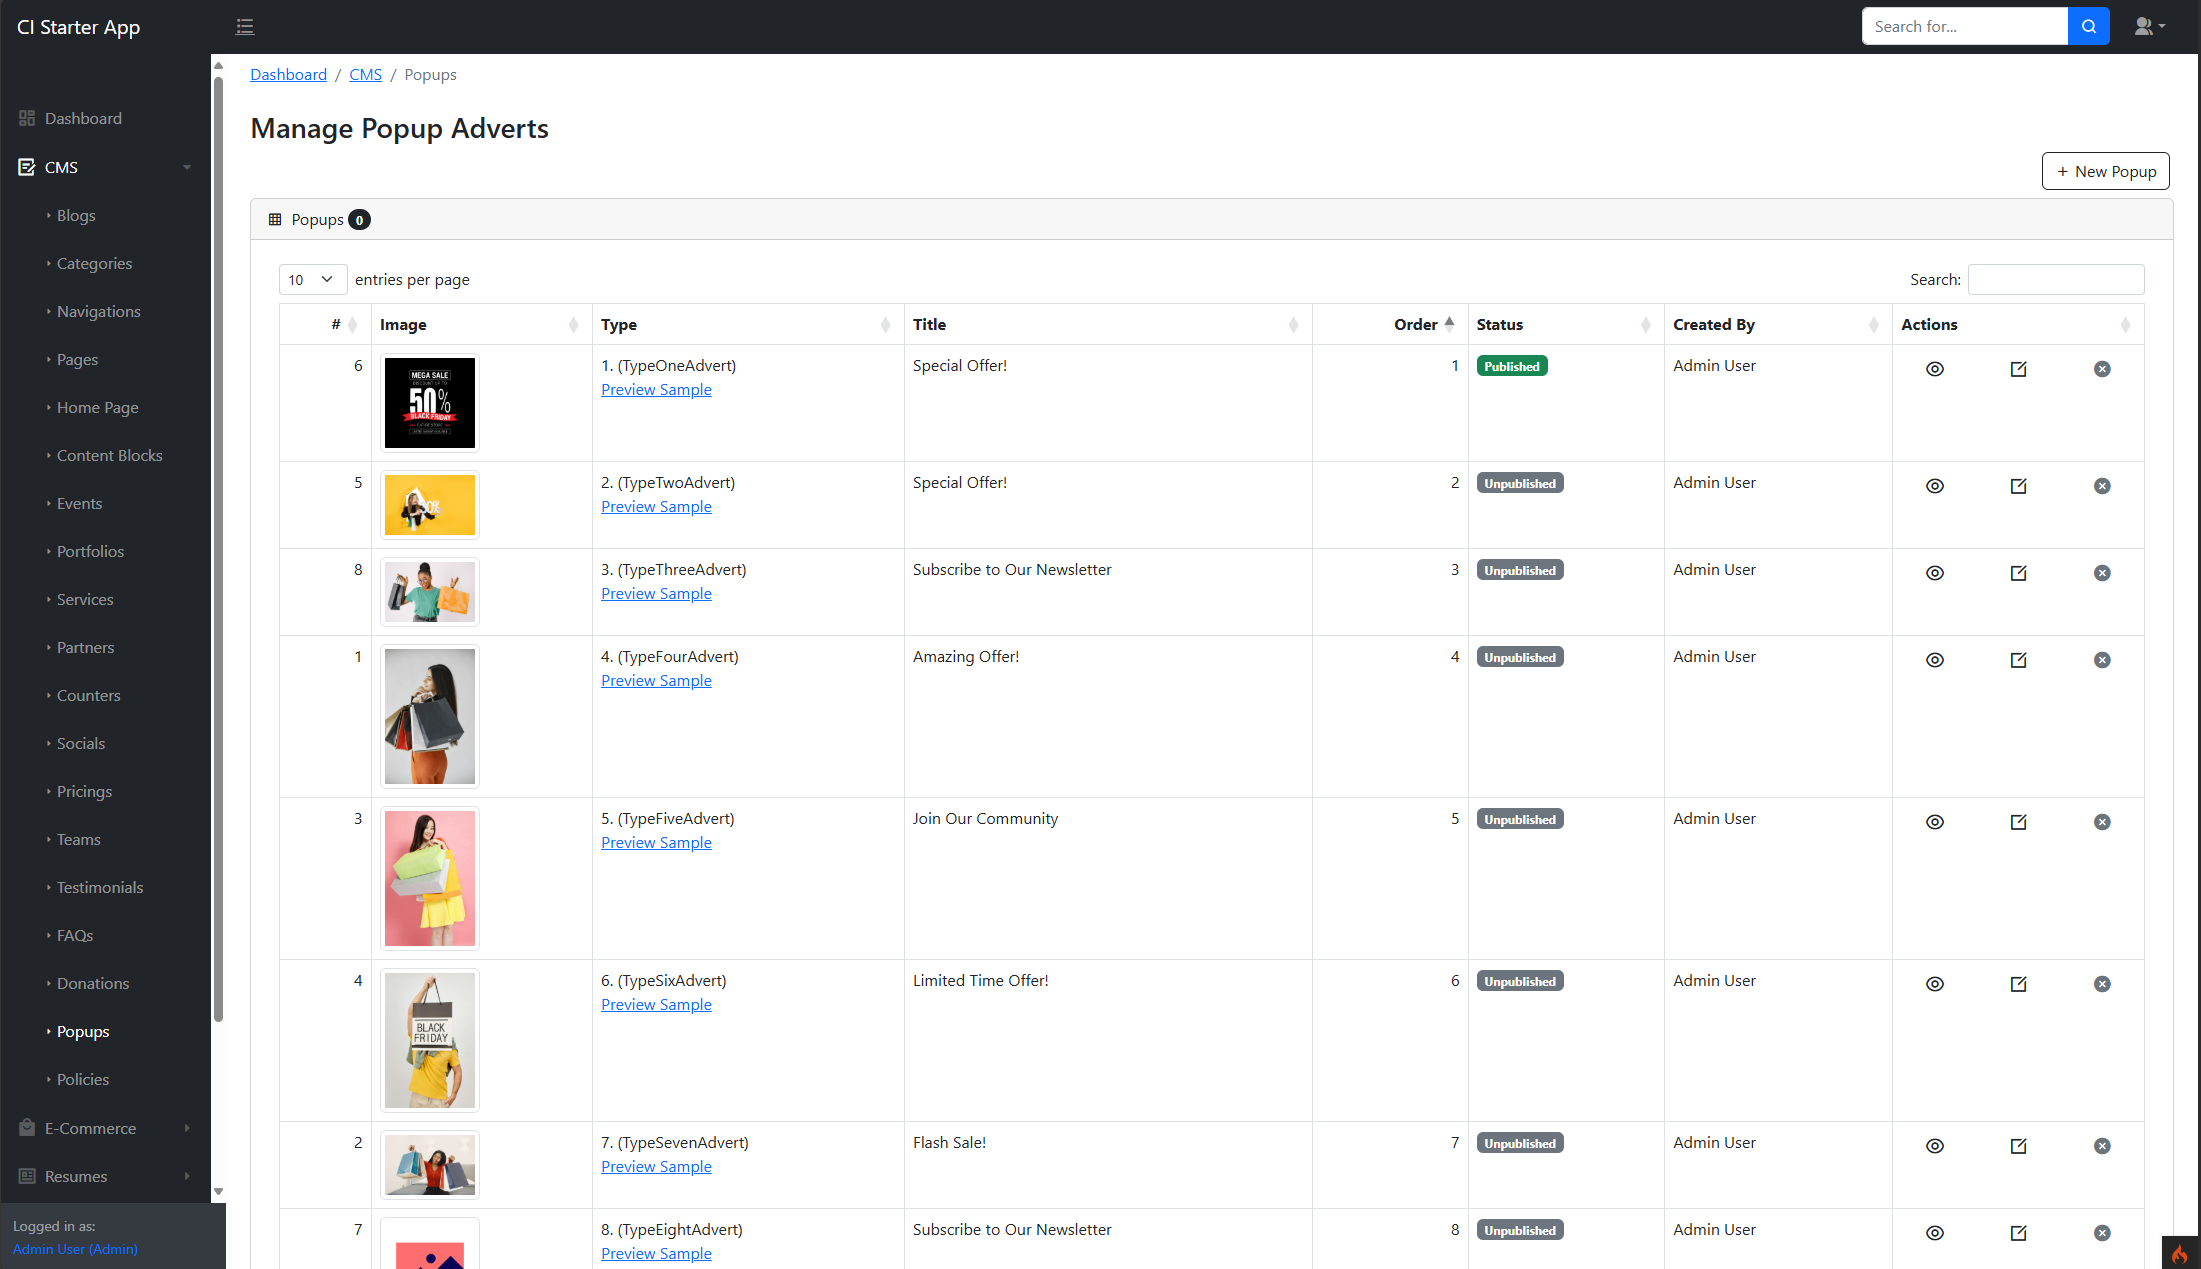 CI Starter App
Search for...
Dashboard
CMS
Blogs
Categories
Navigations
Pages
Home Page
Content Blocks
Events
Portfolios
Services
Partners
Counters
Socials
Pricings
Teams
Testimonials
FAQs
Donations
Popups
Policies
E-Commerce
Resumes
Logged in as:
Admin User (Admin)
Dashboard / CMS / Popups
Manage Popup Adverts
+ New Popup
Popups 0
10 entries per page
Search:
# Image Type Title Order Status Created By Actions
6 1. (TypeOneAdvert) Special Offer! 1 Published Admin User
Preview Sample
MEGA SALE
DISCOUNT UP TO
50%
BLACK FRIDAY
ENTIRE STORE
5 2. (TypeTwoAdvert) Special Offer! 2 Unpublished Admin User
Preview Sample
8 3. (TypeThreeAdvert) Subscribe to Our Newsletter 3 Unpublished Admin User
Preview Sample
1 4. (TypeFourAdvert) Amazing Offer! 4 Unpublished Admin User
Preview Sample
3 5. (TypeFiveAdvert) Join Our Community 5 Unpublished Admin User
Preview Sample
4 6. (TypeSixAdvert) Limited Time Offer! 6 Unpublished Admin User
Preview Sample
BLACK
FRIDAY
2 7. (TypeSevenAdvert) Flash Sale! 7 Unpublished Admin User
Preview Sample
7 8. (TypeEightAdvert) Subscribe to Our Newsletter 8 Unpublished Admin User
Preview Sample